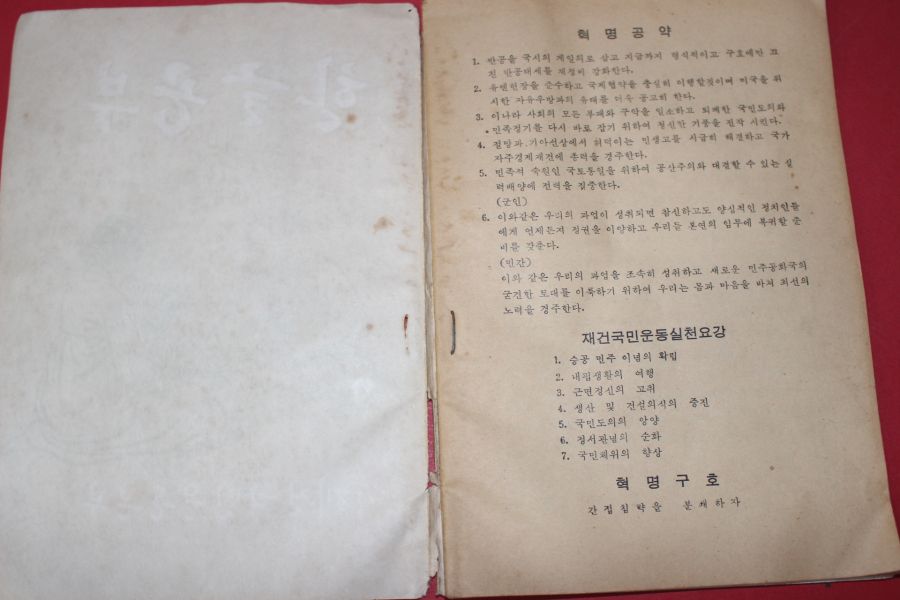 혁명공약
1. 반공을 국시의 제일의로 삼고 지금까지 형식적이고 구호에만 끄
친 반공태세를 재정비 강화한다.
2. 유엔헌장을 준수하고 국제협약을 충실히 이행할것이며 미국을 위
시한 자유우방과의 유대를 더욱 공고히 한다.
3. 이나라 사회의 모든 부패와 구악을 일소하고 퇴폐한 국민도의와
민족정기를 다시 바로 잡기 위하여 청신한 기풍을 진작 시킨다.
4. 절망과 기아선상에서 허덕이는 민생고를 시급히 해결하고 국가
자주경제재건에 총력을 경주한다.
5. 민족적 숙원인 국토통일을 위하여 공산주의와 대결할 수 있는 실
력배양에 전력을 집중한다.
(군인)
6. 이와같은 우리의 과업이 성취되면 참신하고도 양심적인 정치인들
에게 언제든지 정권을 이양하고 우리들 본연의 임무에 복귀할 준
비를 갖춘다.
(민간)
이와 같은 우리의 과업을 조속히 성취하고 새로운 민주공화국의
굳건한 토대를 이룩하기 위하여 우리는 몸과 마음을 바쳐 최선의
노력을 경주한다.
재건국민운동실천요강
1. 승공 민주 이념의 확립
2. 내핍생활의 여행
3. 근면정신의 고취
4. 생산 및 건설의식의 증진
5. 국민도의의 앙양
6. 정서관념의 순화
7. 국민체위의 향상
혁명구호
간접침략을 분쇄하자